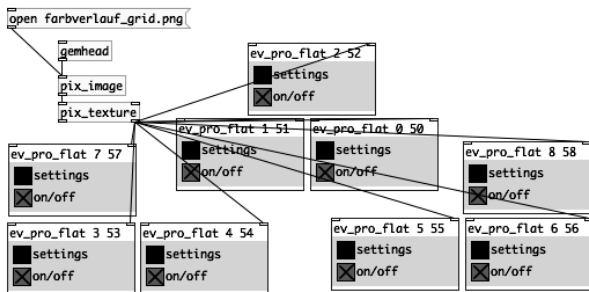 open farbverlauf_grid.png
gemhead
pix_image
pix_texture
ev_pro_flat 2 52
settings
on/off
ev_pro_flat 1 51
settings
on/off
ev_pro_flat 0 50
settings
on/off
ev_pro_flat 7 57
settings
on/off
ev_pro_flat 8 58
settings
on/off
ev_pro_flat 3 53
settings
on/off
ev_pro_flat 4 54
settings
on/off
ev_pro_flat 5 55
settings
on/off
ev_pro_flat 6 56
settings
on/off